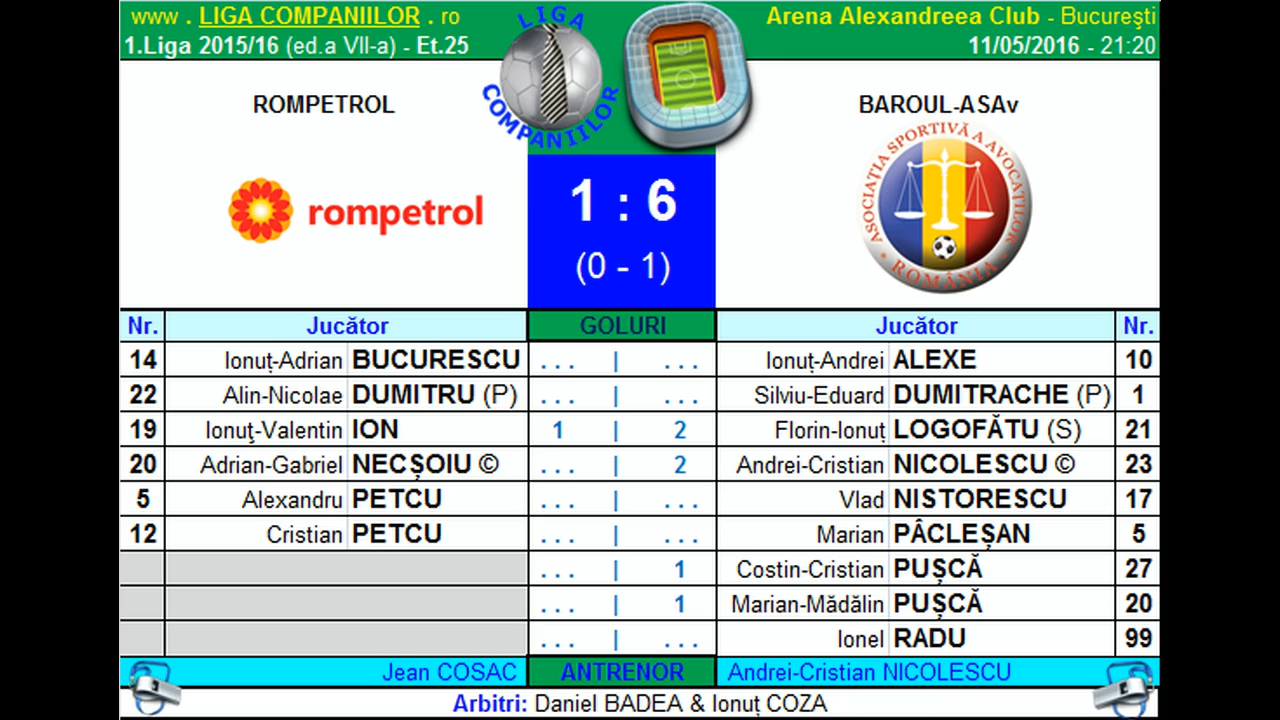 www . LIGA COMPANIILOR . ro
1.Liga 2015/16 (ed.a VII-a) - Et.25
LIGA
COMPANIILOR
Arena Alexandreea Club - Bucureşti
11/05/2016 - 21:20
ROMPETROL
BAROUL-ASAv
rompetrol
1 : 6
(0 - 1)
ASOCIAȚIA SPORTIVĂ A AVOCAȚILOR
ROMÂNIA
Nr. Jucător GOLURI Jucător Nr.
14 Ionuț-Adrian BUCURESCU ... | ... Ionuț-Andrei ALEXE 10
22 Alin-Nicolae DUMITRU (P) ... | ... Silviu-Eduard DUMITRACHE (P) 1
19 Ionuţ-Valentin ION 1 | 2 Florin-Ionuț LOGOFĂTU (S) 21
20 Adrian-Gabriel NECȘOIU © ... | 2 Andrei-Cristian NICOLESCU © 23
5 Alexandru PETCU ... | ... Vlad NISTORESCU 17
12 Cristian PETCU ... | ... Marian PÂCLEȘAN 5
... | 1 Costin-Cristian PUȘCĂ 27
... | 1 Marian-Mădălin PUȘCĂ 20
... | ... Ionel RADU 99
Jean COSAC ANTRENOR Andrei-Cristian NICOLESCU
Arbitri: Daniel BADEA & Ionuț COZA